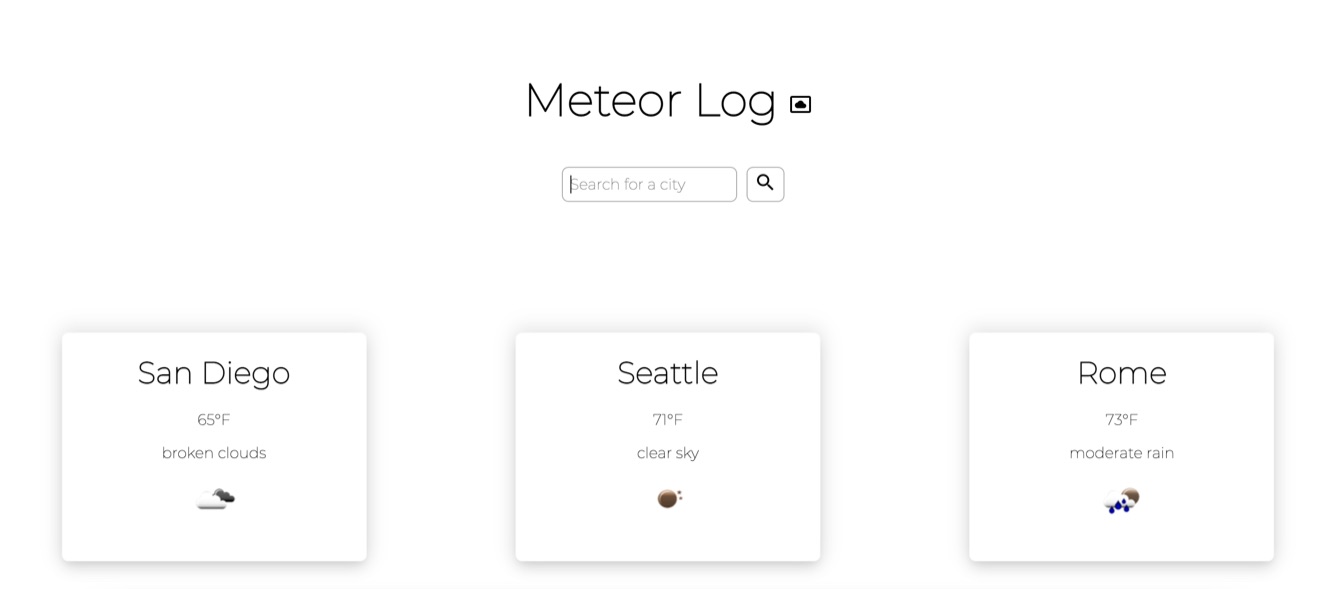 Meteor Log
Search for a city
San Diego
65°F
broken clouds
Seattle
71°F
clear sky
Rome
73°F
moderate rain